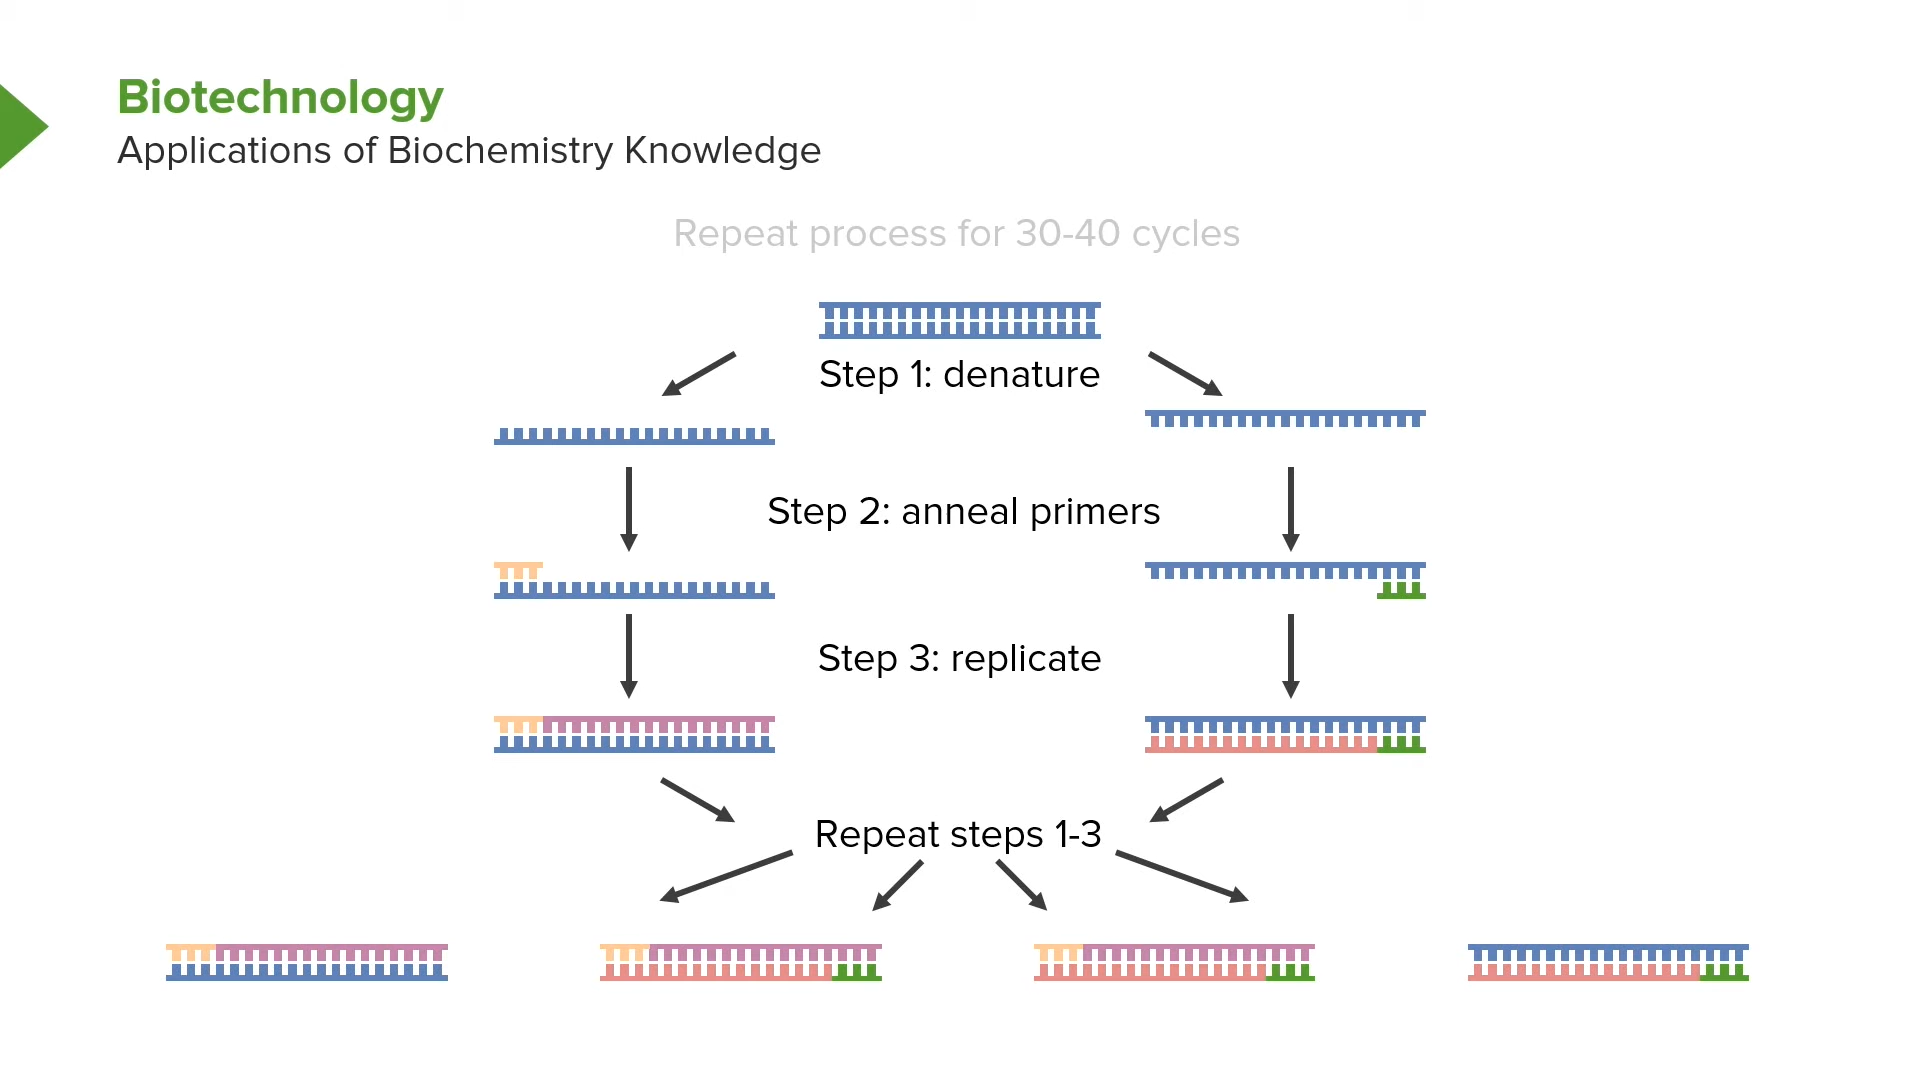 Biotechnology
Applications of Biochemistry Knowledge
Repeat process for 30-40 cycles
Step 1: denature
Step 2: anneal primers
Step 3: replicate
Repeat steps 1-3